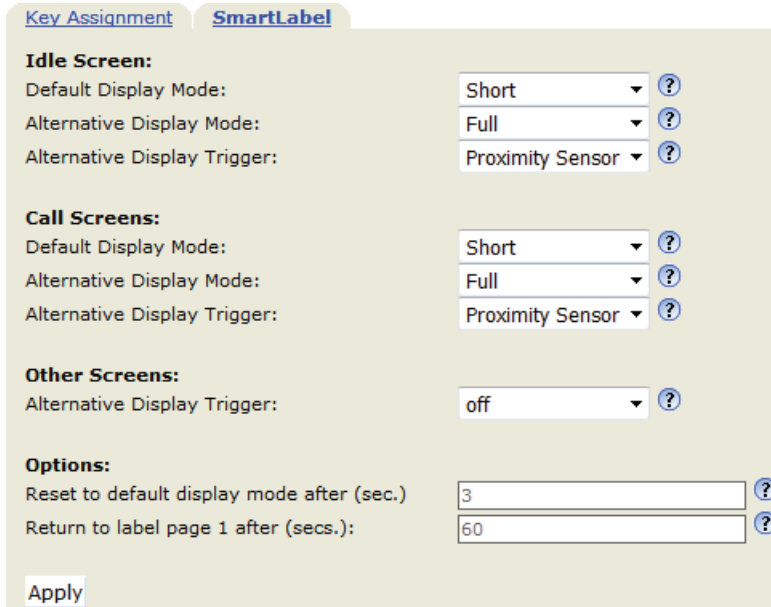 Key Assignment SmartLabel
Idle Screen:
Default Display Mode: Short ?
Alternative Display Mode: Full ?
Alternative Display Trigger: Proximity Sensor ?
Call Screens:
Default Display Mode: Short ?
Alternative Display Mode: Full ?
Alternative Display Trigger: Proximity Sensor ?
Other Screens:
Alternative Display Trigger: off ?
Options:
Reset to default display mode after (sec.) 3 ?
Return to label page 1 after (secs.): 60 ?
Apply